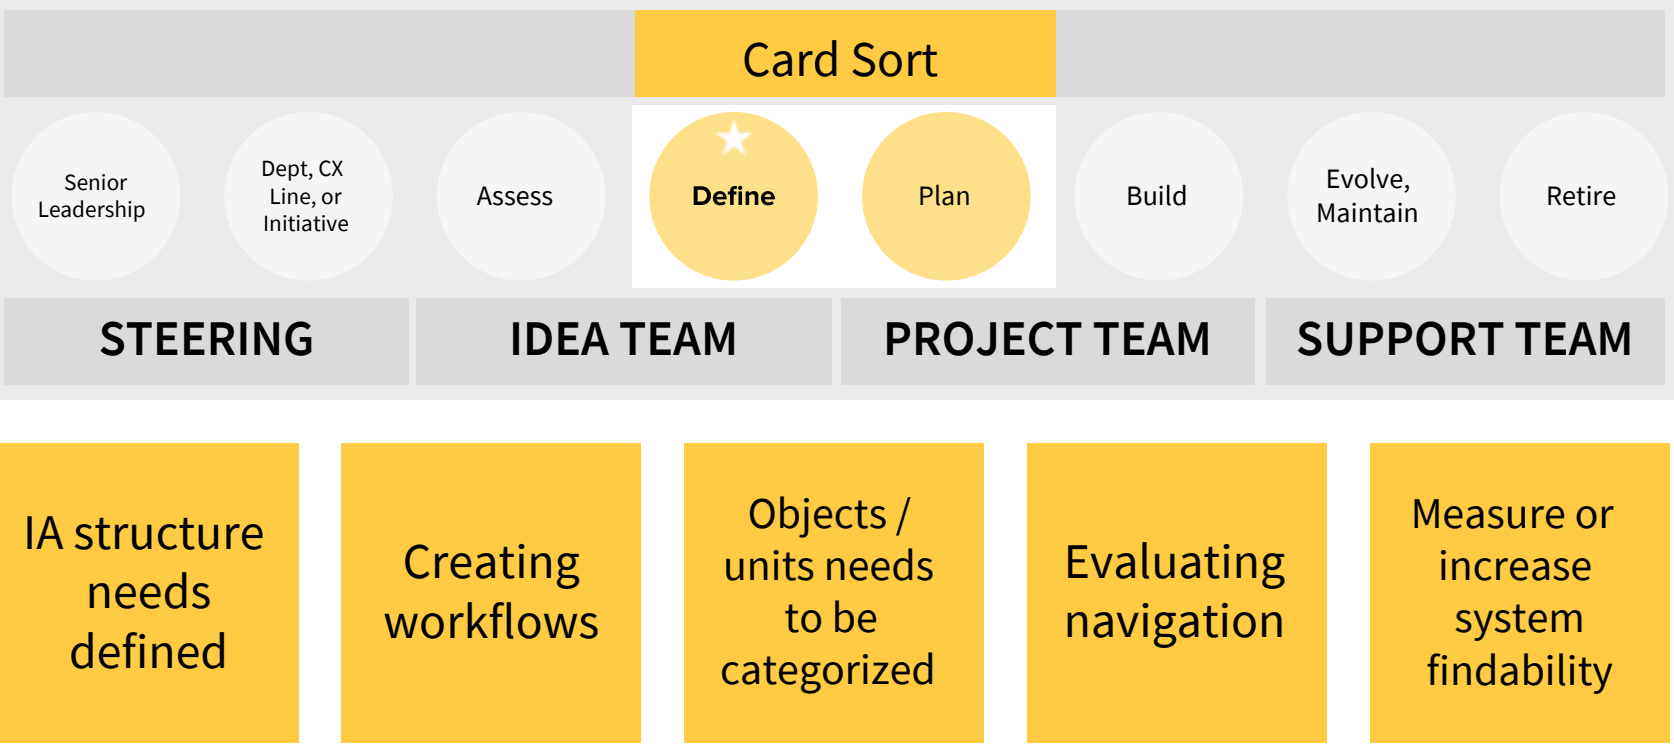 Card Sort
Senior
Leadership
Dept, CX
Line, or
Initiative
Assess
Define
Plan
Build
Evolve,
Maintain
Retire
STEERING
IDEA TEAM
PROJECT TEAM
SUPPORT TEAM
IA structure
needs
defined
Creating
workflows
Objects /
units needs
to be
categorized
Evaluating
navigation
Measure or
increase
system
findability